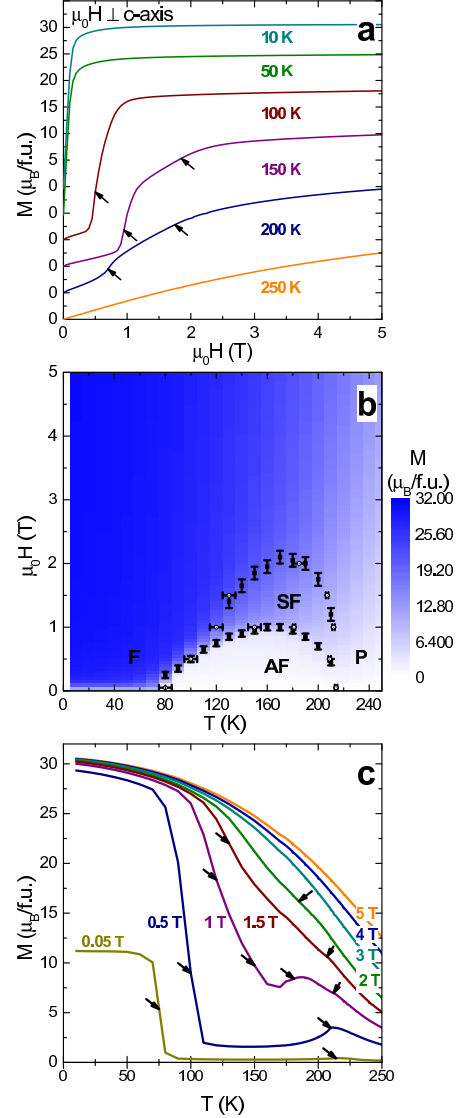 μ₀H ⊥ c-axis
a
30
25
20
15
10
5
0
0
0
0
0
0
10 K
50 K
100 K
150 K
200 K
250 K
M (μB/f.u.)
0 1 2 3 4 5
μ₀H (T)
b
5
4
3
2
1
0
μ₀H (T)
F
SF
AF
P
0 40 80 120 160 200 240
T (K)
M
(μB/f.u.)
32.00
25.60
19.20
12.80
6.400
0
c
30
25
20
15
10
5
0
M (μB/f.u.)
0.05 T
0.5 T
1 T
1.5 T
5 T
4 T
3 T
2 T
0 50 100 150 200 250
T (K)